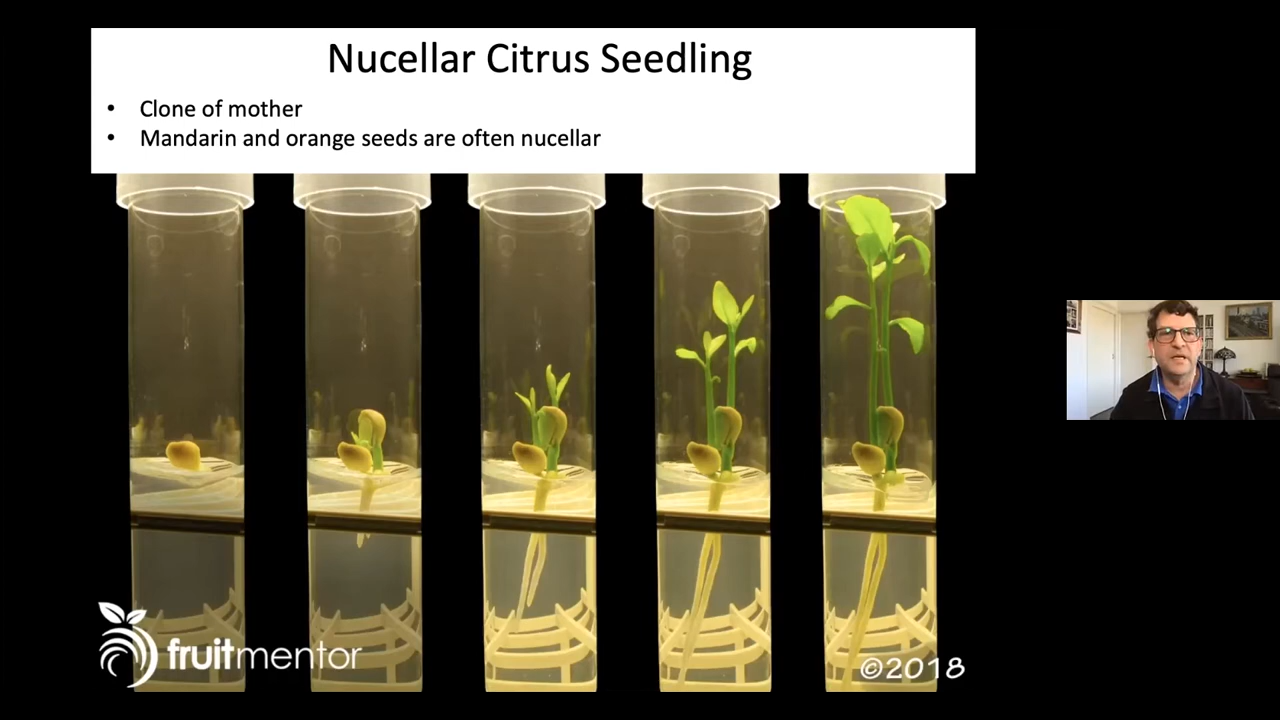 Nucellar Citrus Seedling
• Clone of mother
• Mandarin and orange seeds are often nucellar
fruitmentor
©2018